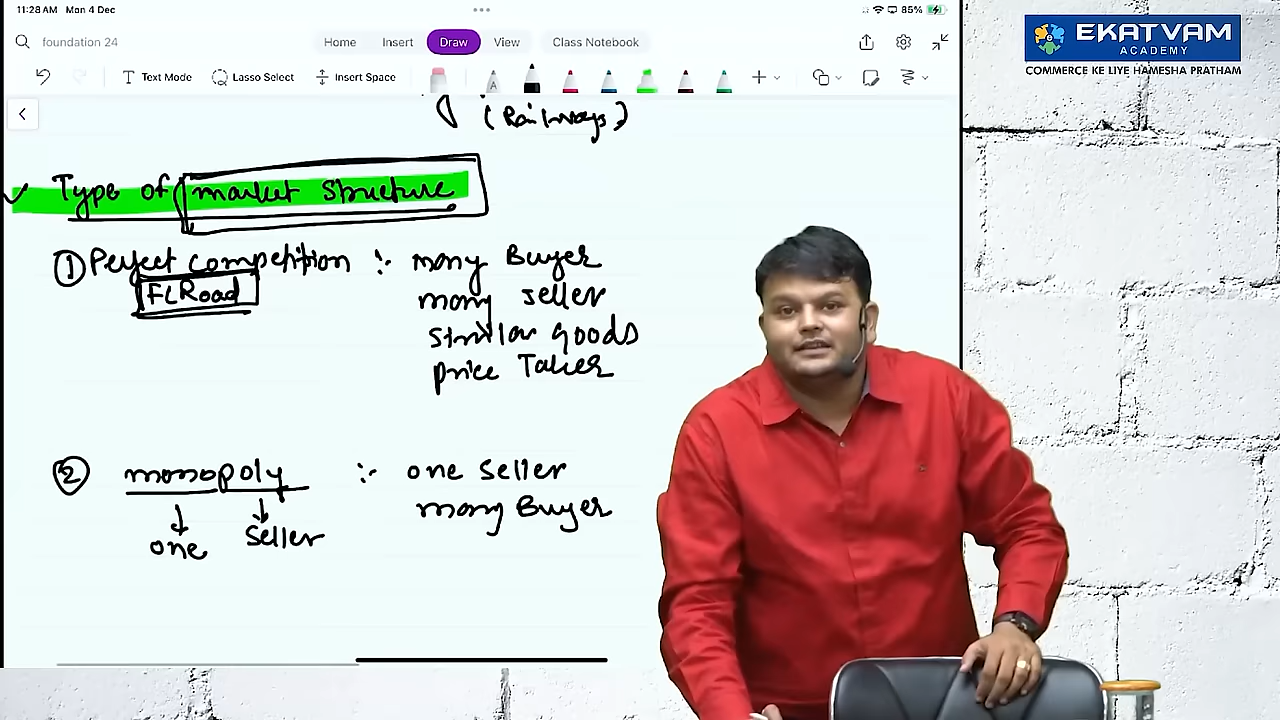 11:28 AM Mon 4 Dec
85%
foundation 24
Home Insert Draw View Class Notebook
Text Mode Lasso Select Insert Space
EKATVAM
ACADEMY
COMMERCE KE LIYE HAMESHA PRATHAM
(Railways)
Type of market structure
① Perfect competition :- many Buyer
FC Road
many seller
Similar goods
price Taker
② monopoly :- one seller
many Buyer
one seller